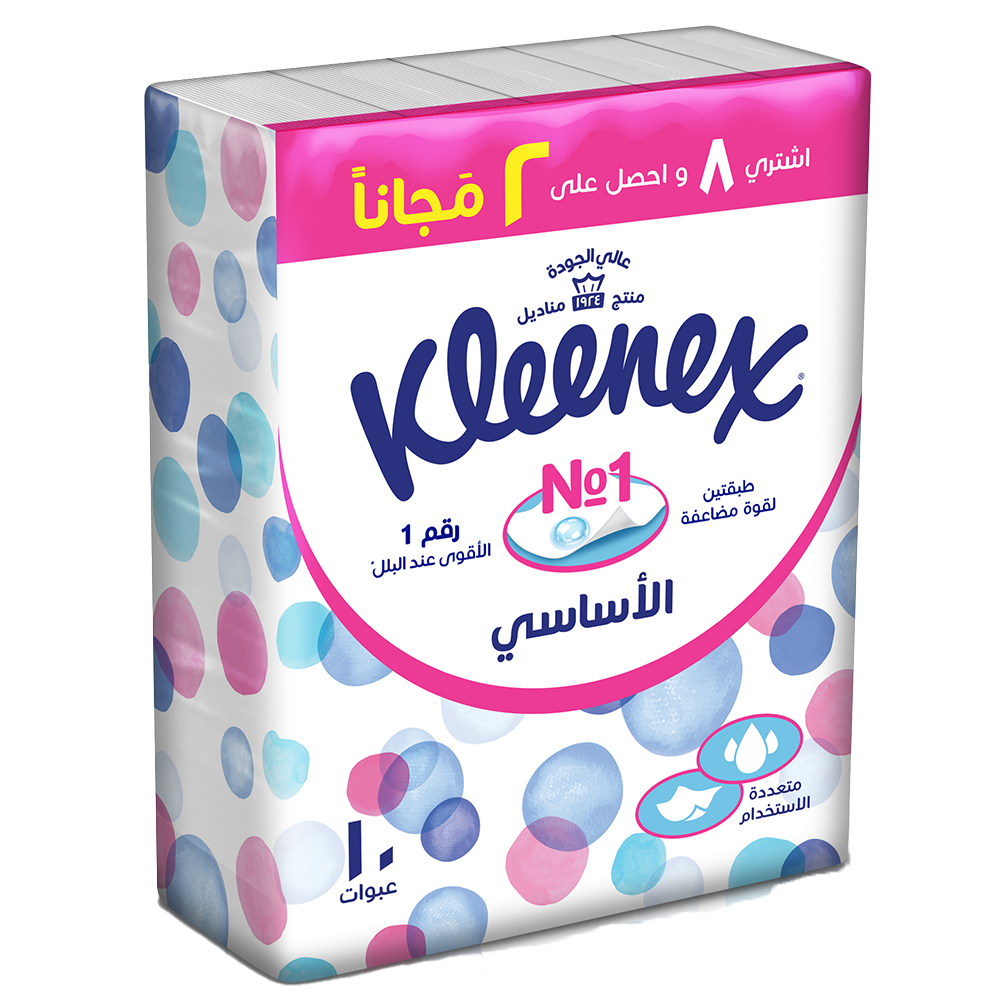 اشتري ٨ و احصل على ٢ مَجاناً
عالي الجودة
منتج ١٩٢٤ مناديل
Kleenex®
№1
طبقتين
لقوة مضاعفة
رقم 1
الأقوى عند البلل
الأساسي
متعددة
الاستخدام
١٠
عبوات